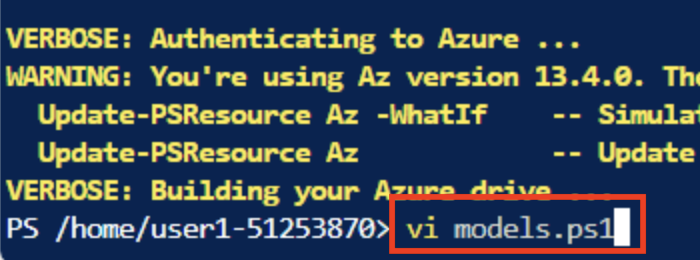 VERBOSE: Authenticating to Azure ...
WARNING: You're using Az version 13.4.0. The
Update-PSResource Az -WhatIf -- Simulat
Update-PSResource Az -- Update
VERBOSE: Building your Azure drive ...
PS /home/user1-51253870> vi models.ps1